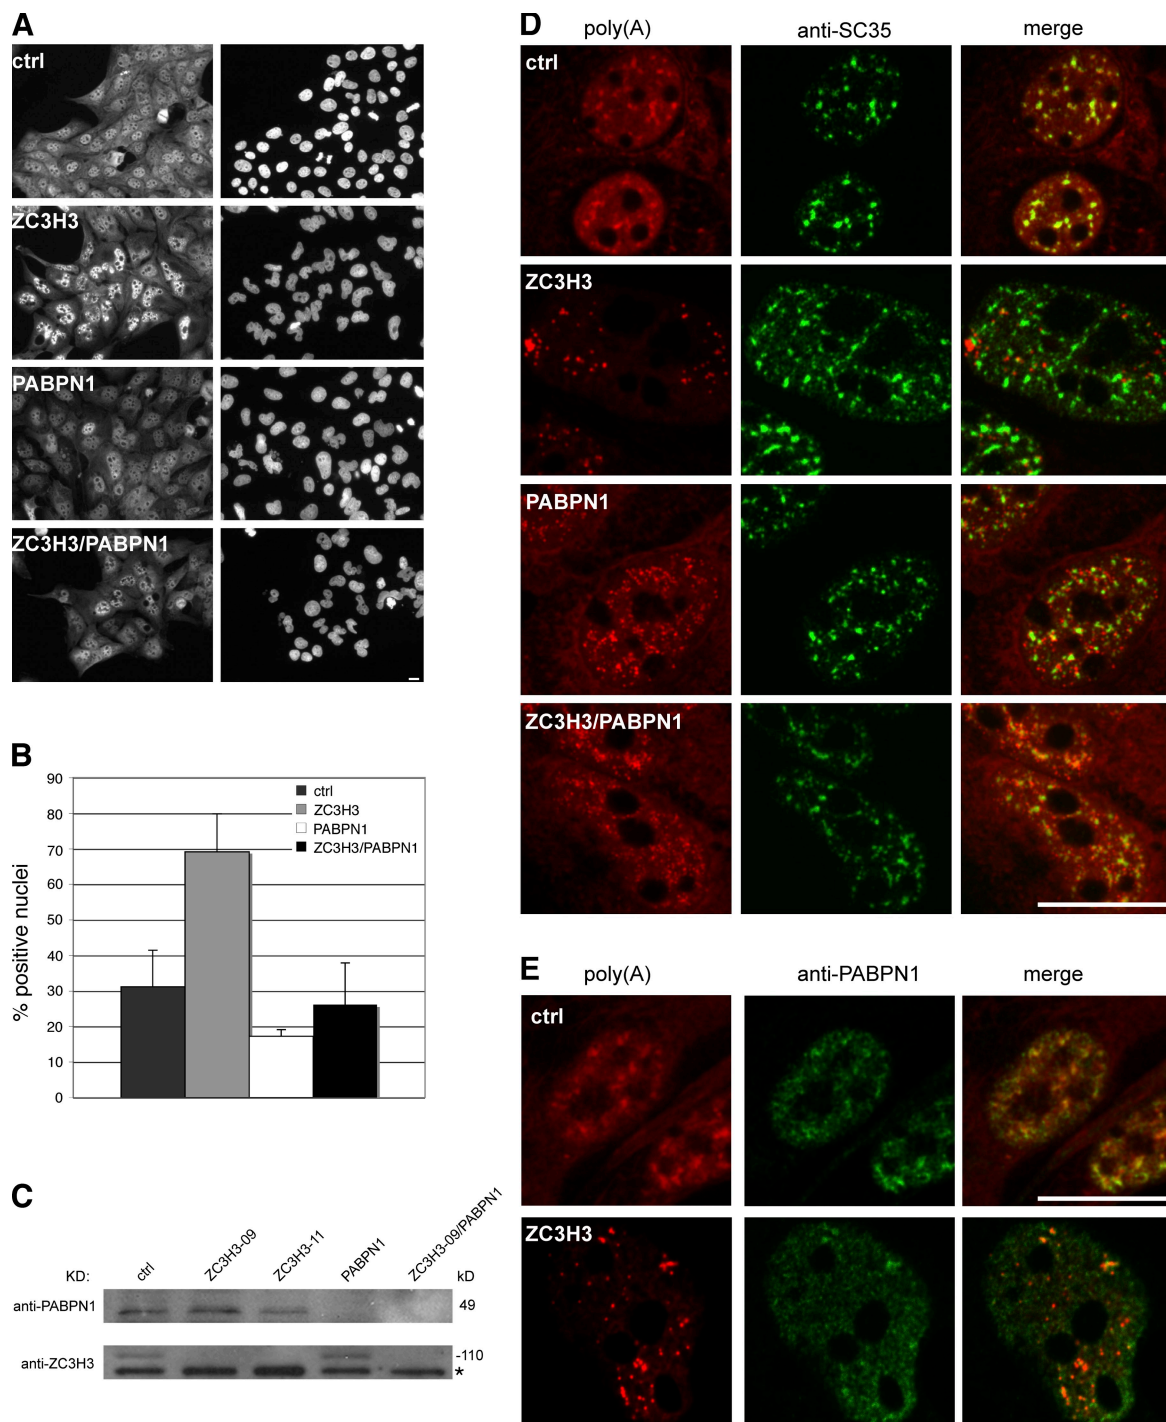 A
ctrl
ZC3H3
PABPN1
ZC3H3/PABPN1
B
% positive nuclei
90
80
70
60
50
40
30
20
10
0
ctrl
ZC3H3
PABPN1
ZC3H3/PABPN1
C
KD:
ctrl
ZC3H3-09
ZC3H3-11
PABPN1
ZC3H3-09/PABPN1
kD
anti-PABPN1
49
anti-ZC3H3
-110
*
D
poly(A)
anti-SC35
merge
ctrl
ZC3H3
PABPN1
ZC3H3/PABPN1
E
poly(A)
anti-PABPN1
merge
ctrl
ZC3H3